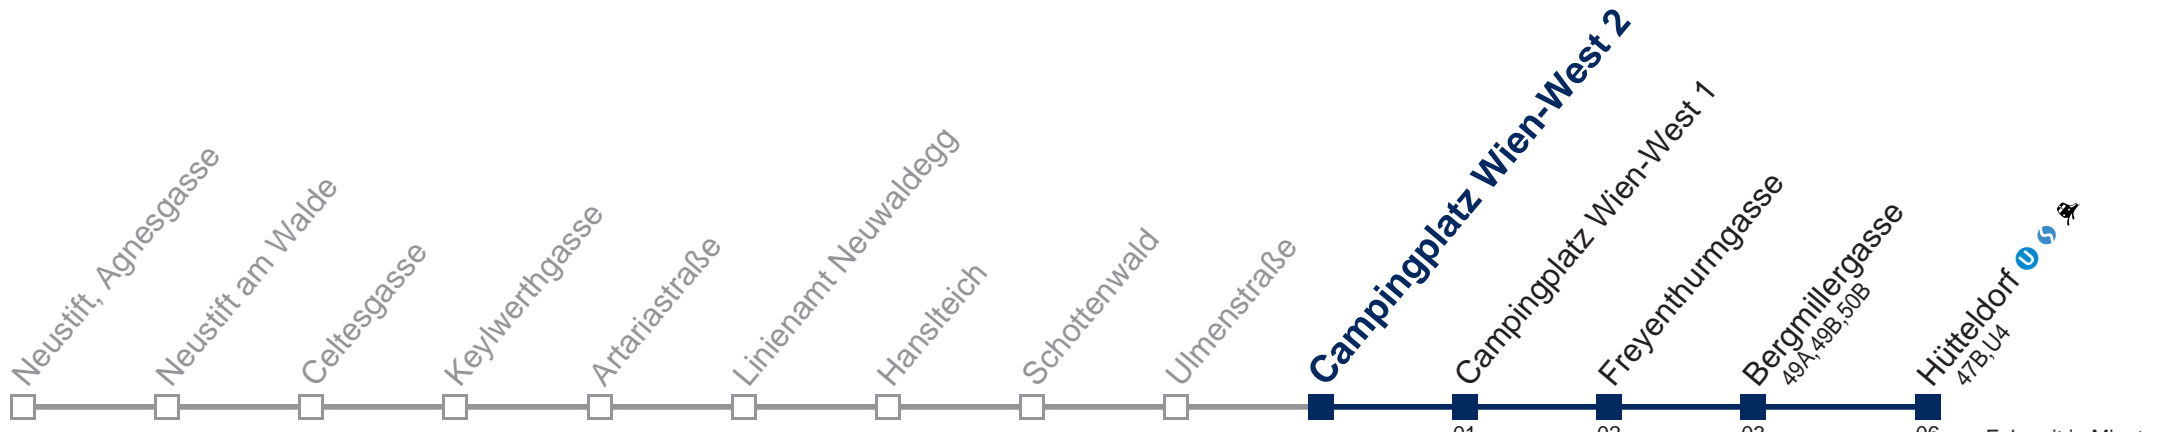 Neustift, Agnesgasse
Neustift am Walde
Celtesgasse
Keylwerthgasse
Artariastraße
Linienamt Neuwaldegg
Hanslteich
Schottenwald
Ulmenstraße
Campingplatz Wien-West 2
Campingplatz Wien-West 1
Freyenthurmgasse
Bergmillergasse
49A,49B,50B
Hütteldorf U S
47B,U4